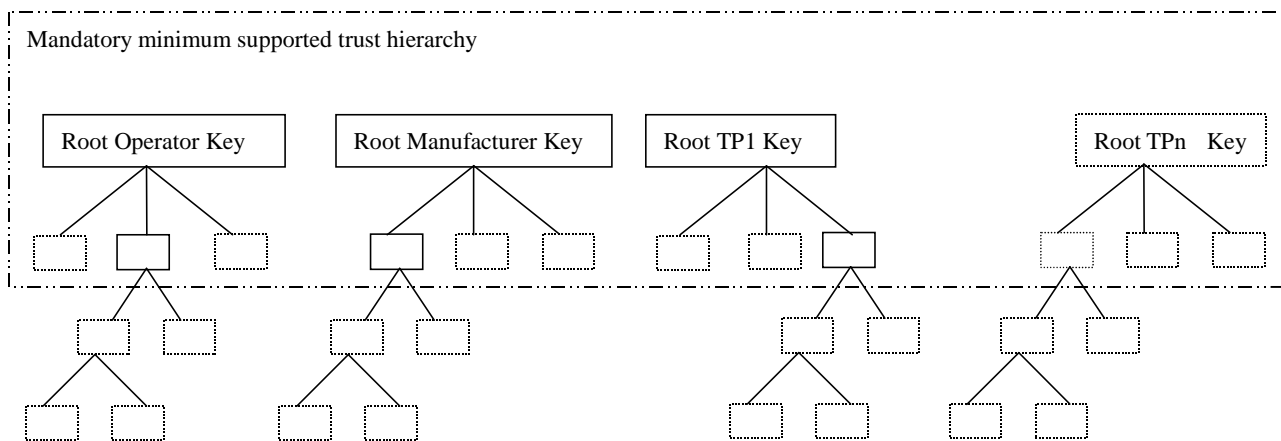 Mandatory minimum supported trust hierarchy
Root Operator Key
Root Manufacturer Key
Root TP1 Key
Root TPn Key